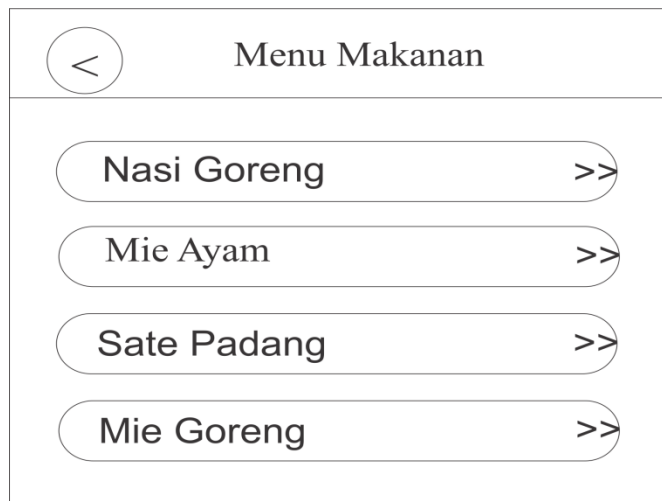 < Menu Makanan
Nasi Goreng >>
Mie Ayam >>
Sate Padang >>
Mie Goreng >>